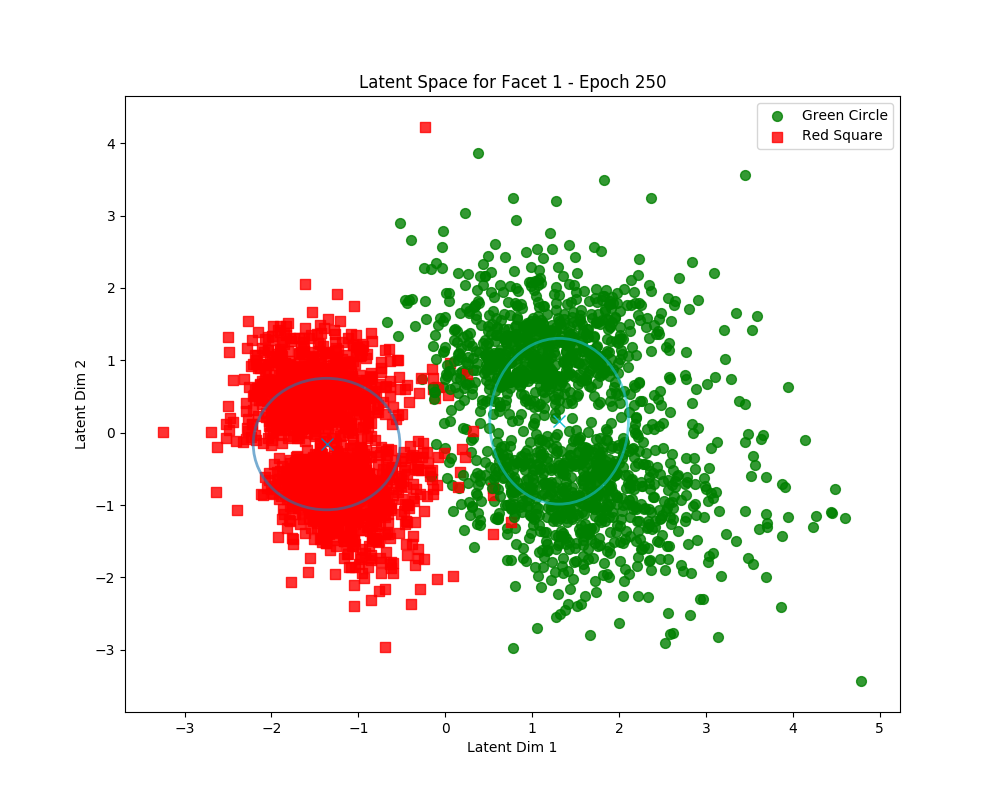 Latent Space for Facet 1 - Epoch 250
Green Circle
Red Square
4
3
2
1
0
−1
−2
−3
Latent Dim 2
−3 −2 −1 0 1 2 3 4 5
Latent Dim 1